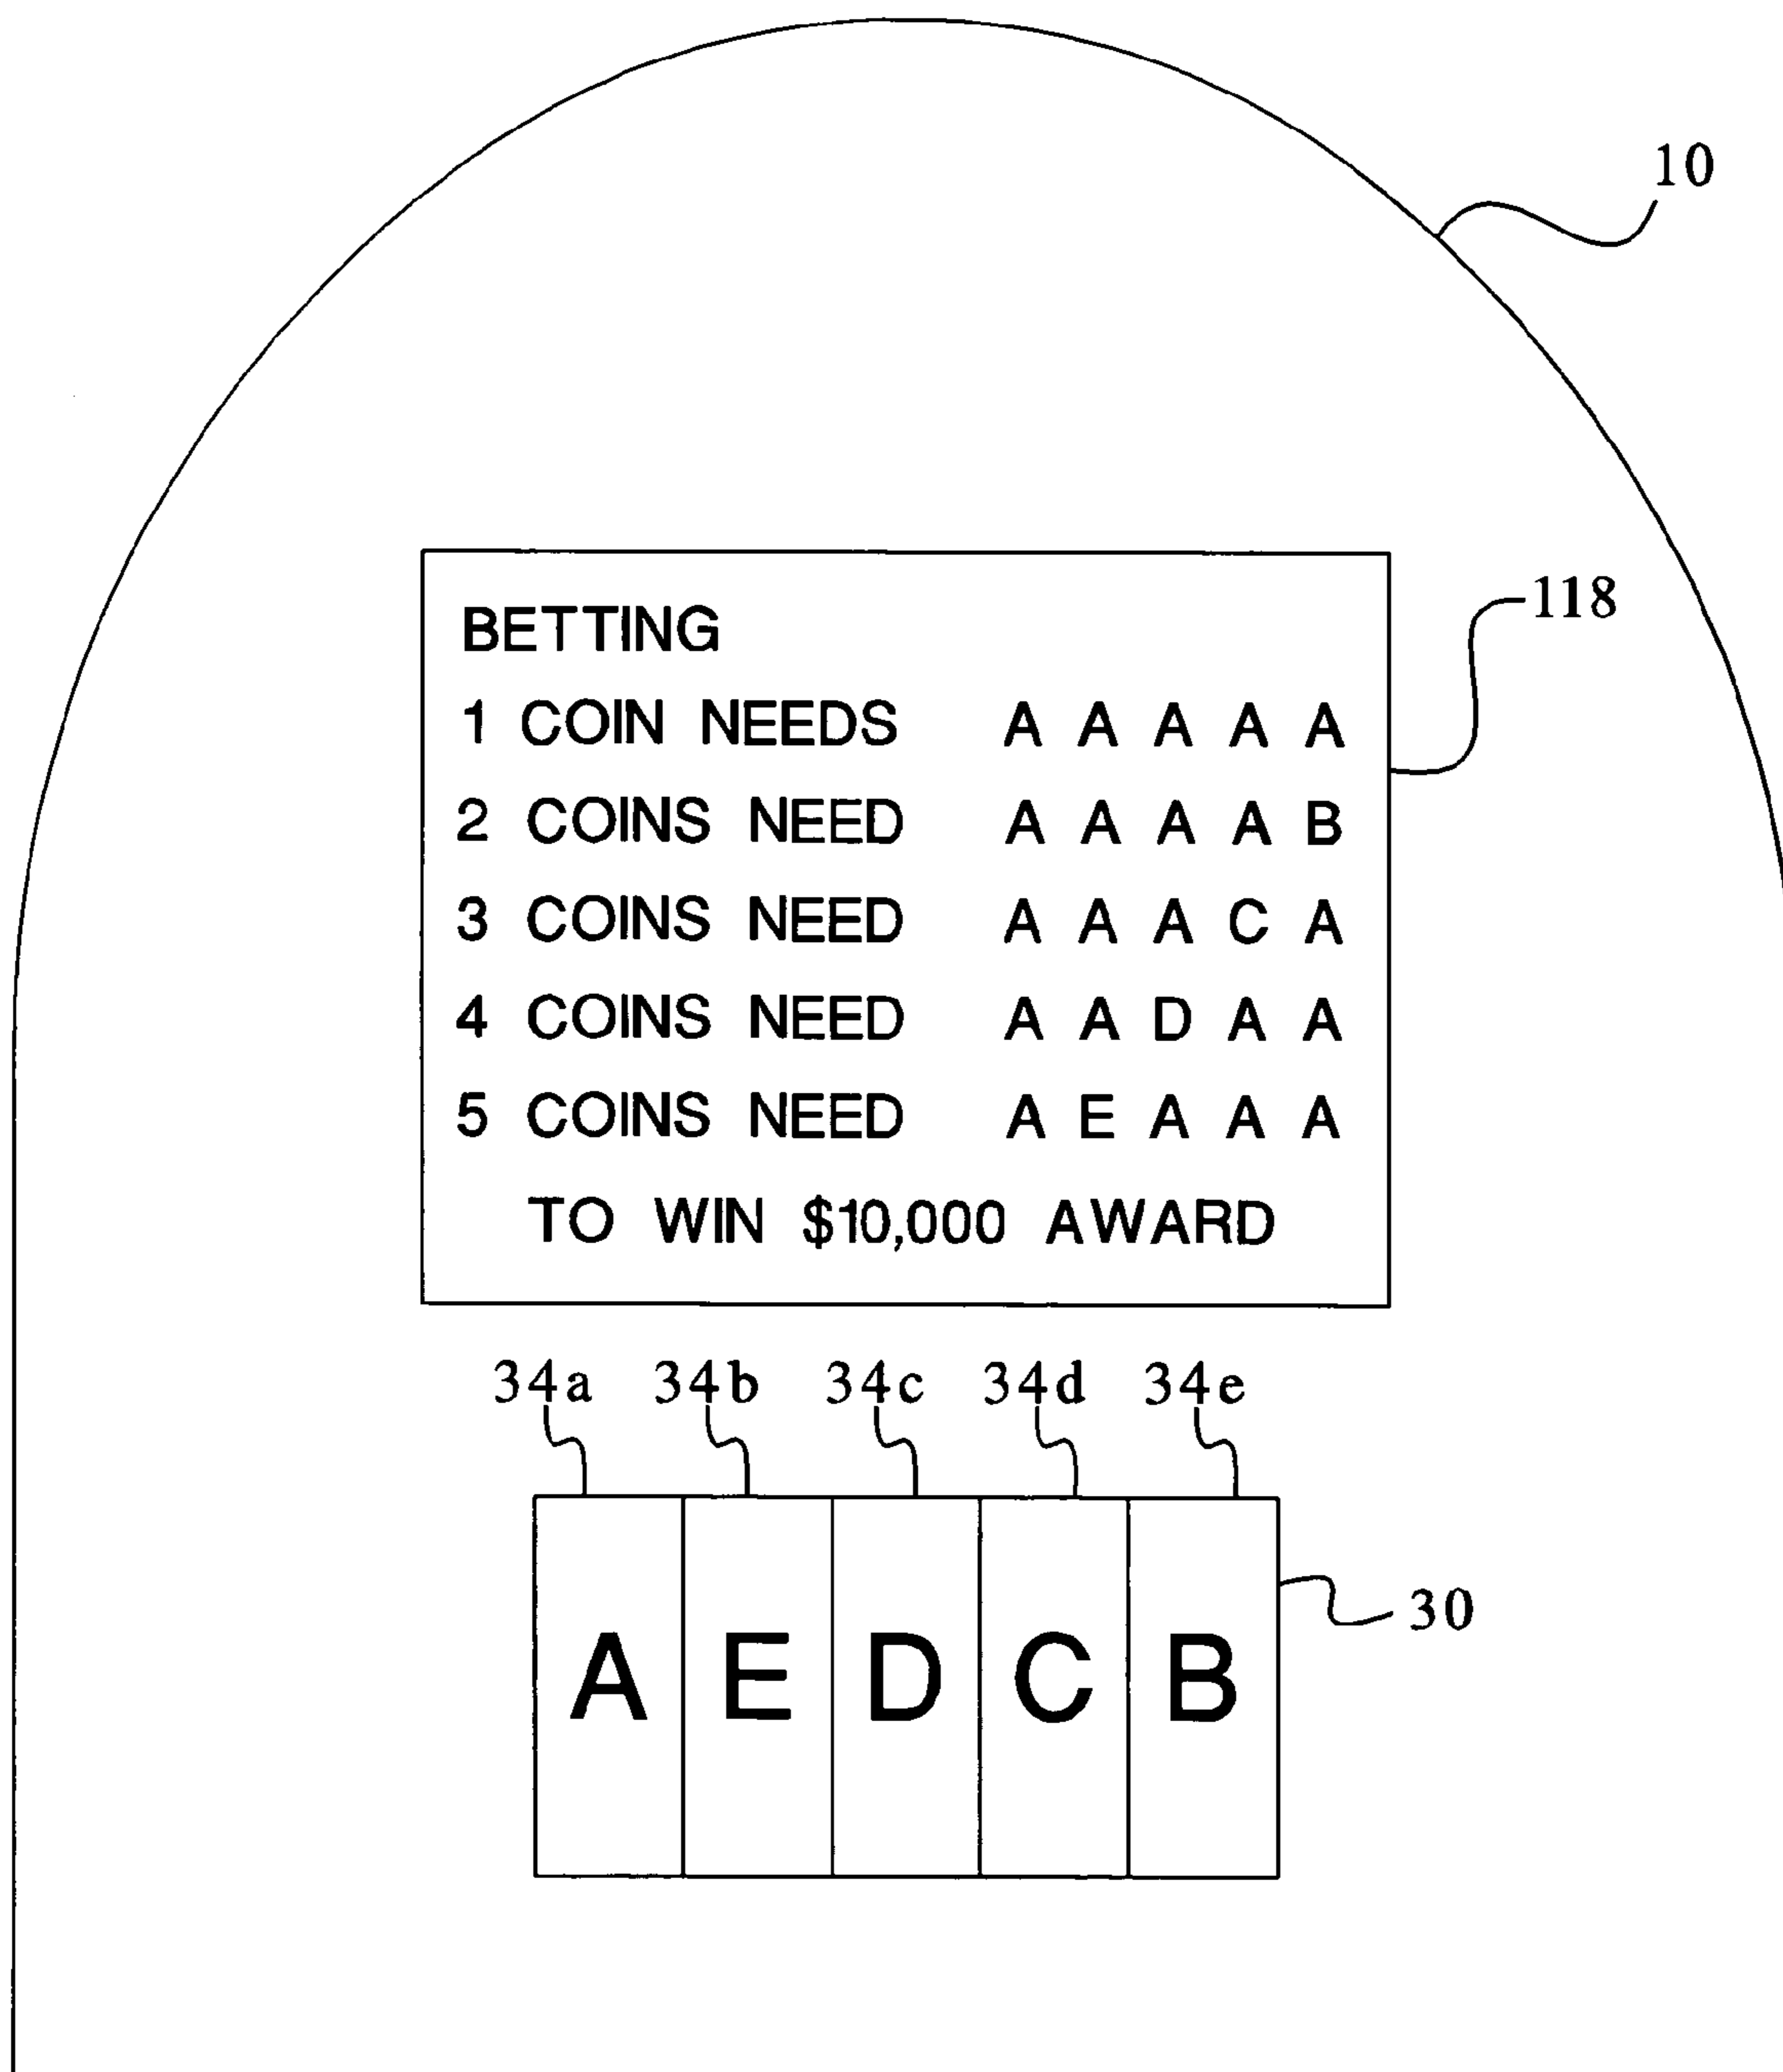 10
118
BETTING
1 COIN NEEDS A A A A A
2 COINS NEED A A A A B
3 COINS NEED A A A C A
4 COINS NEED A A D A A
5 COINS NEED A E A A A
TO WIN $10,000 AWARD
34a 34b 34c 34d 34e
A E D C B
30